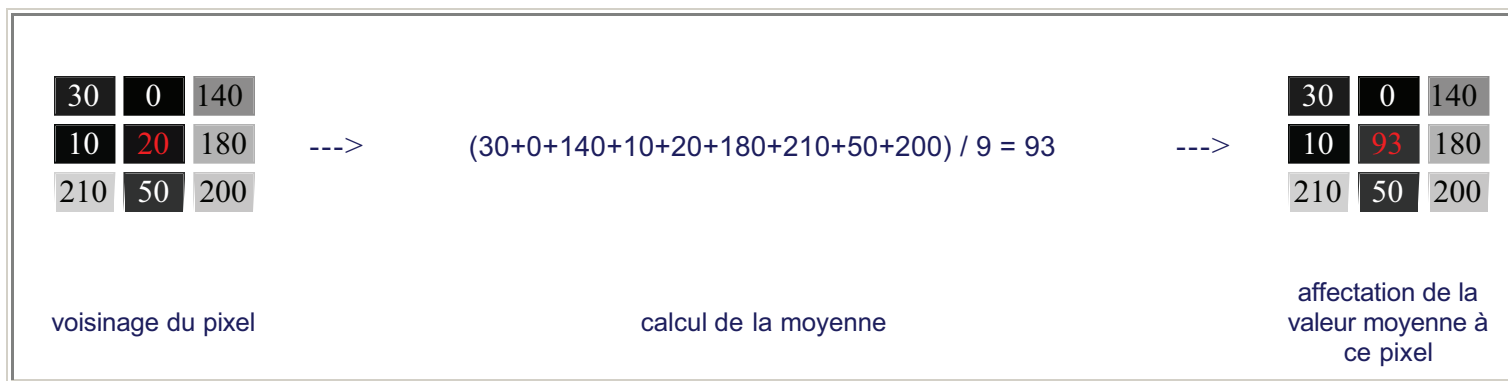 30 0 140
10 20 180
210 50 200
--->
(30+0+140+10+20+180+210+50+200) / 9 = 93
--->
30 0 140
10 93 180
210 50 200
voisinage du pixel
calcul de la moyenne
affectation de la
valeur moyenne à
ce pixel